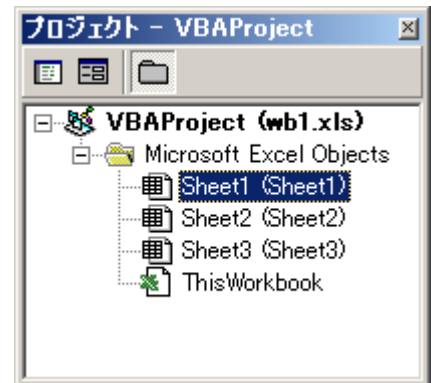 プロジェクト - VBAProject
VBAProject (wb1.xls)
Microsoft Excel Objects
Sheet1 (Sheet1)
Sheet2 (Sheet2)
Sheet3 (Sheet3)
ThisWorkbook